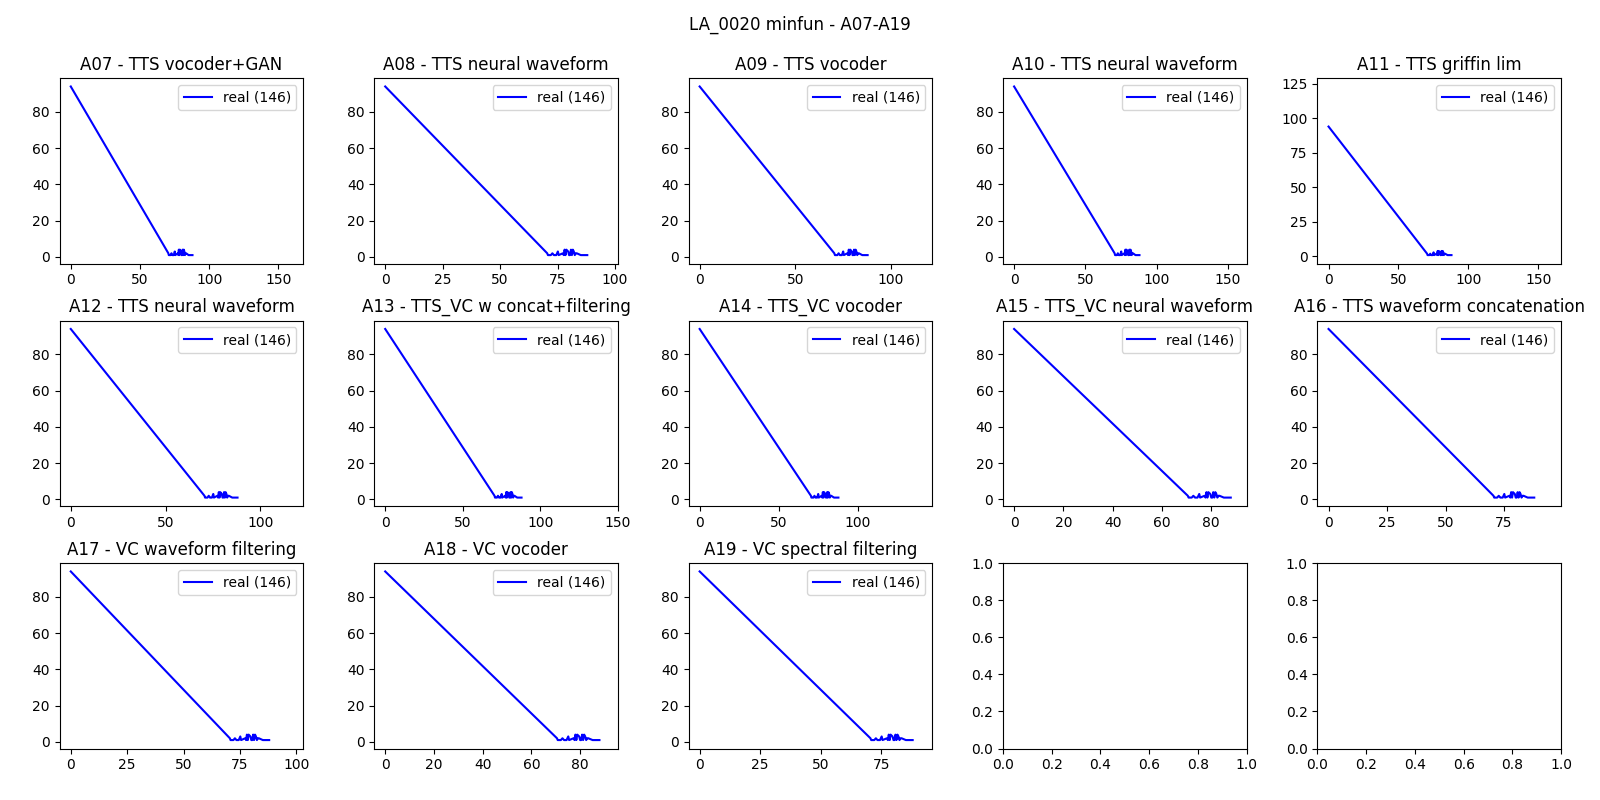 LA_0020 minfun - A07-A19
A07 - TTS vocoder+GAN
A08 - TTS neural waveform
A09 - TTS vocoder
A10 - TTS neural waveform
A11 - TTS griffin lim
real (146)
real (146)
real (146)
real (146)
real (146)
80
60
40
20
0
80
60
40
20
0
80
60
40
20
0
80
60
40
20
0
125
100
75
50
25
0
0 50 100 150
0 25 50 75 100
0 50 100
0 50 100 150
0 50 100 150
A12 - TTS neural waveform
A13 - TTS_VC w concat+filtering
A14 - TTS_VC vocoder
A15 - TTS_VC neural waveform
A16 - TTS waveform concatenation
real (146)
real (146)
real (146)
real (146)
real (146)
80
60
40
20
0
80
60
40
20
0
80
60
40
20
0
80
60
40
20
0
80
60
40
20
0
0 50 100
0 50 100 150
0 50 100
0 20 40 60 80
0 25 50 75
A17 - VC waveform filtering
A18 - VC vocoder
A19 - VC spectral filtering
real (146)
real (146)
real (146)
80
60
40
20
0
80
60
40
20
0
80
60
40
20
0
1.0
0.8
0.6
0.4
0.2
0.0
1.0
0.8
0.6
0.4
0.2
0.0
0 25 50 75 100
0 20 40 60 80
0 25 50 75
0.0 0.2 0.4 0.6 0.8 1.0
0.0 0.2 0.4 0.6 0.8 1.0